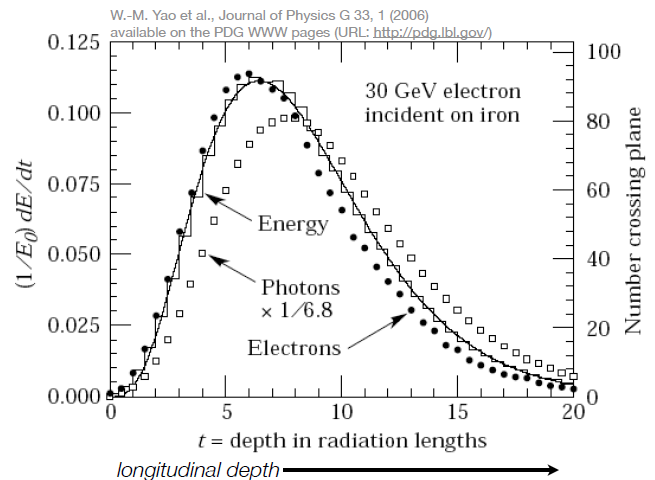 W.-M. Yao et al., Journal of Physics G 33, 1 (2006)
available on the PDG WWW pages (URL: http://pdg.lbl.gov/)
0.125
0.100
0.075
0.050
0.025
0.000
(1/E0) dE/dt
30 GeV electron
incident on iron
Energy
Photons
× 1/6.8
Electrons
100
80
60
40
20
0
Number crossing plane
0 5 10 15 20
t = depth in radiation lengths
longitudinal depth